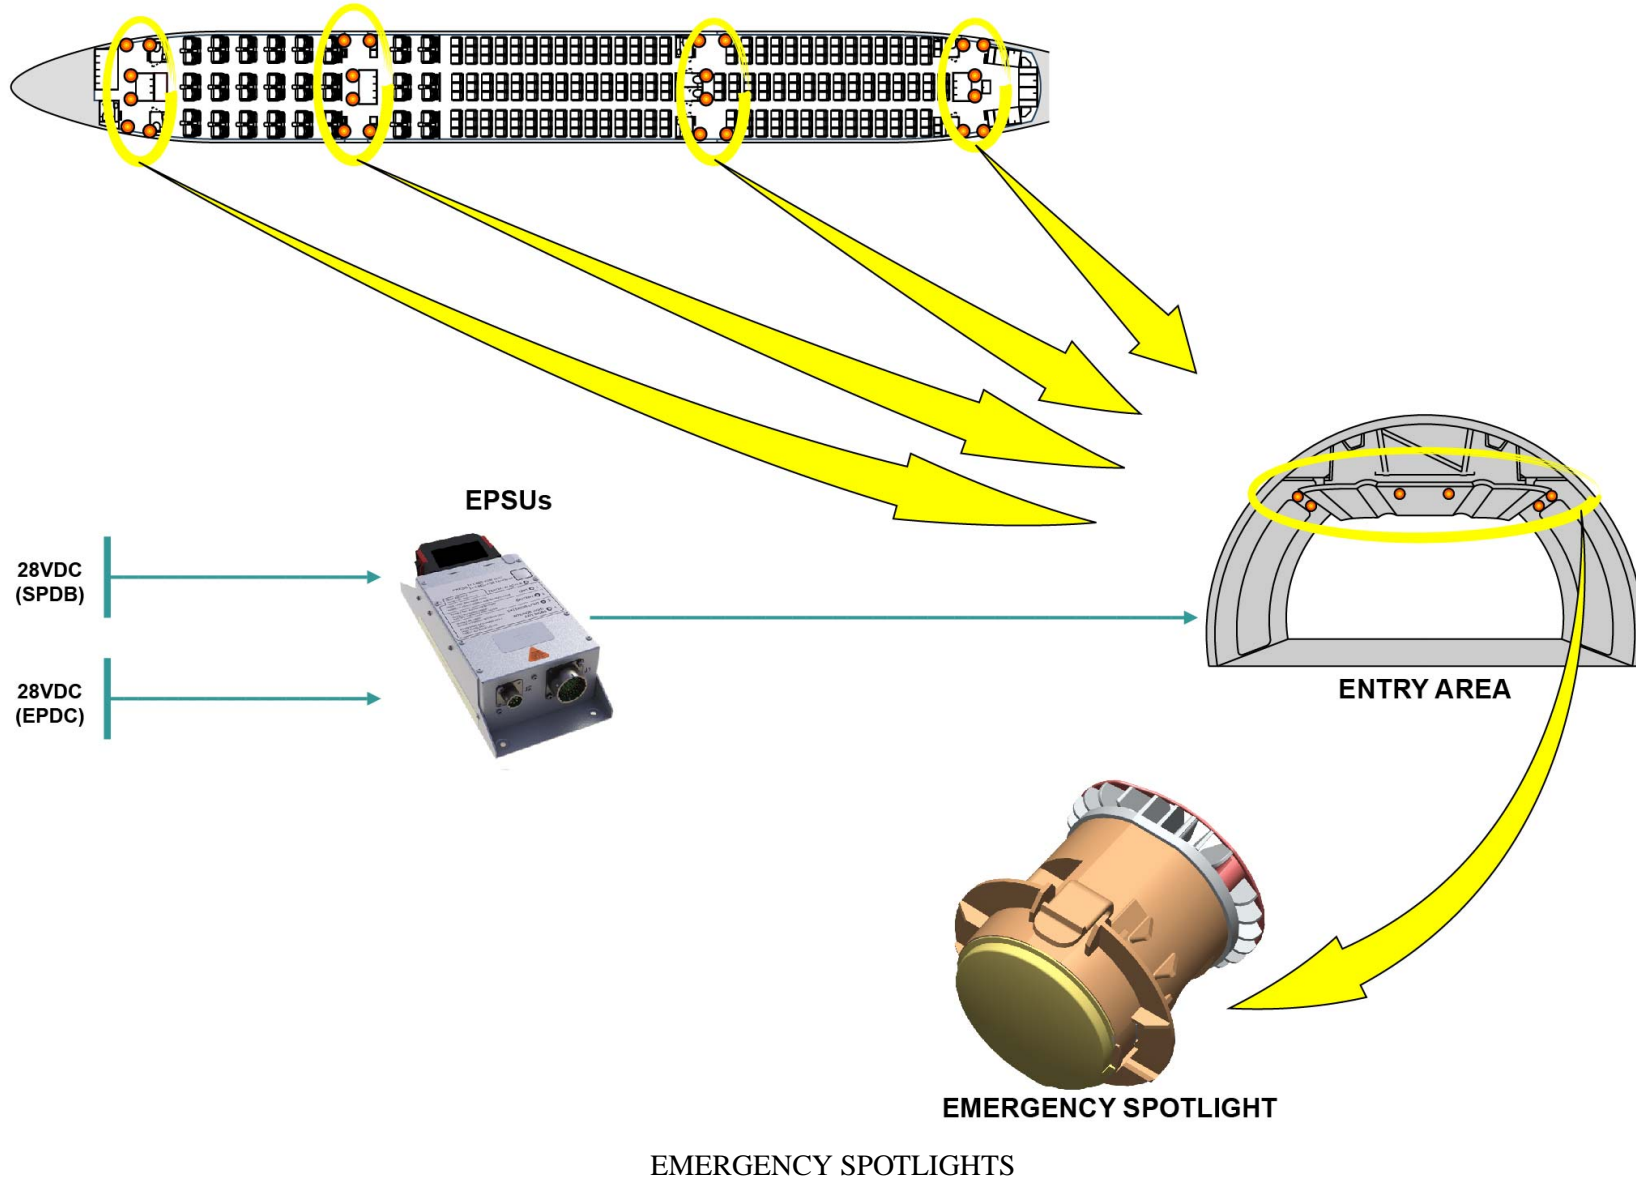 EPSUs
28VDC
(SPDB)
28VDC
(EPDC)
ENTRY AREA
EMERGENCY SPOTLIGHT
EMERGENCY SPOTLIGHTS